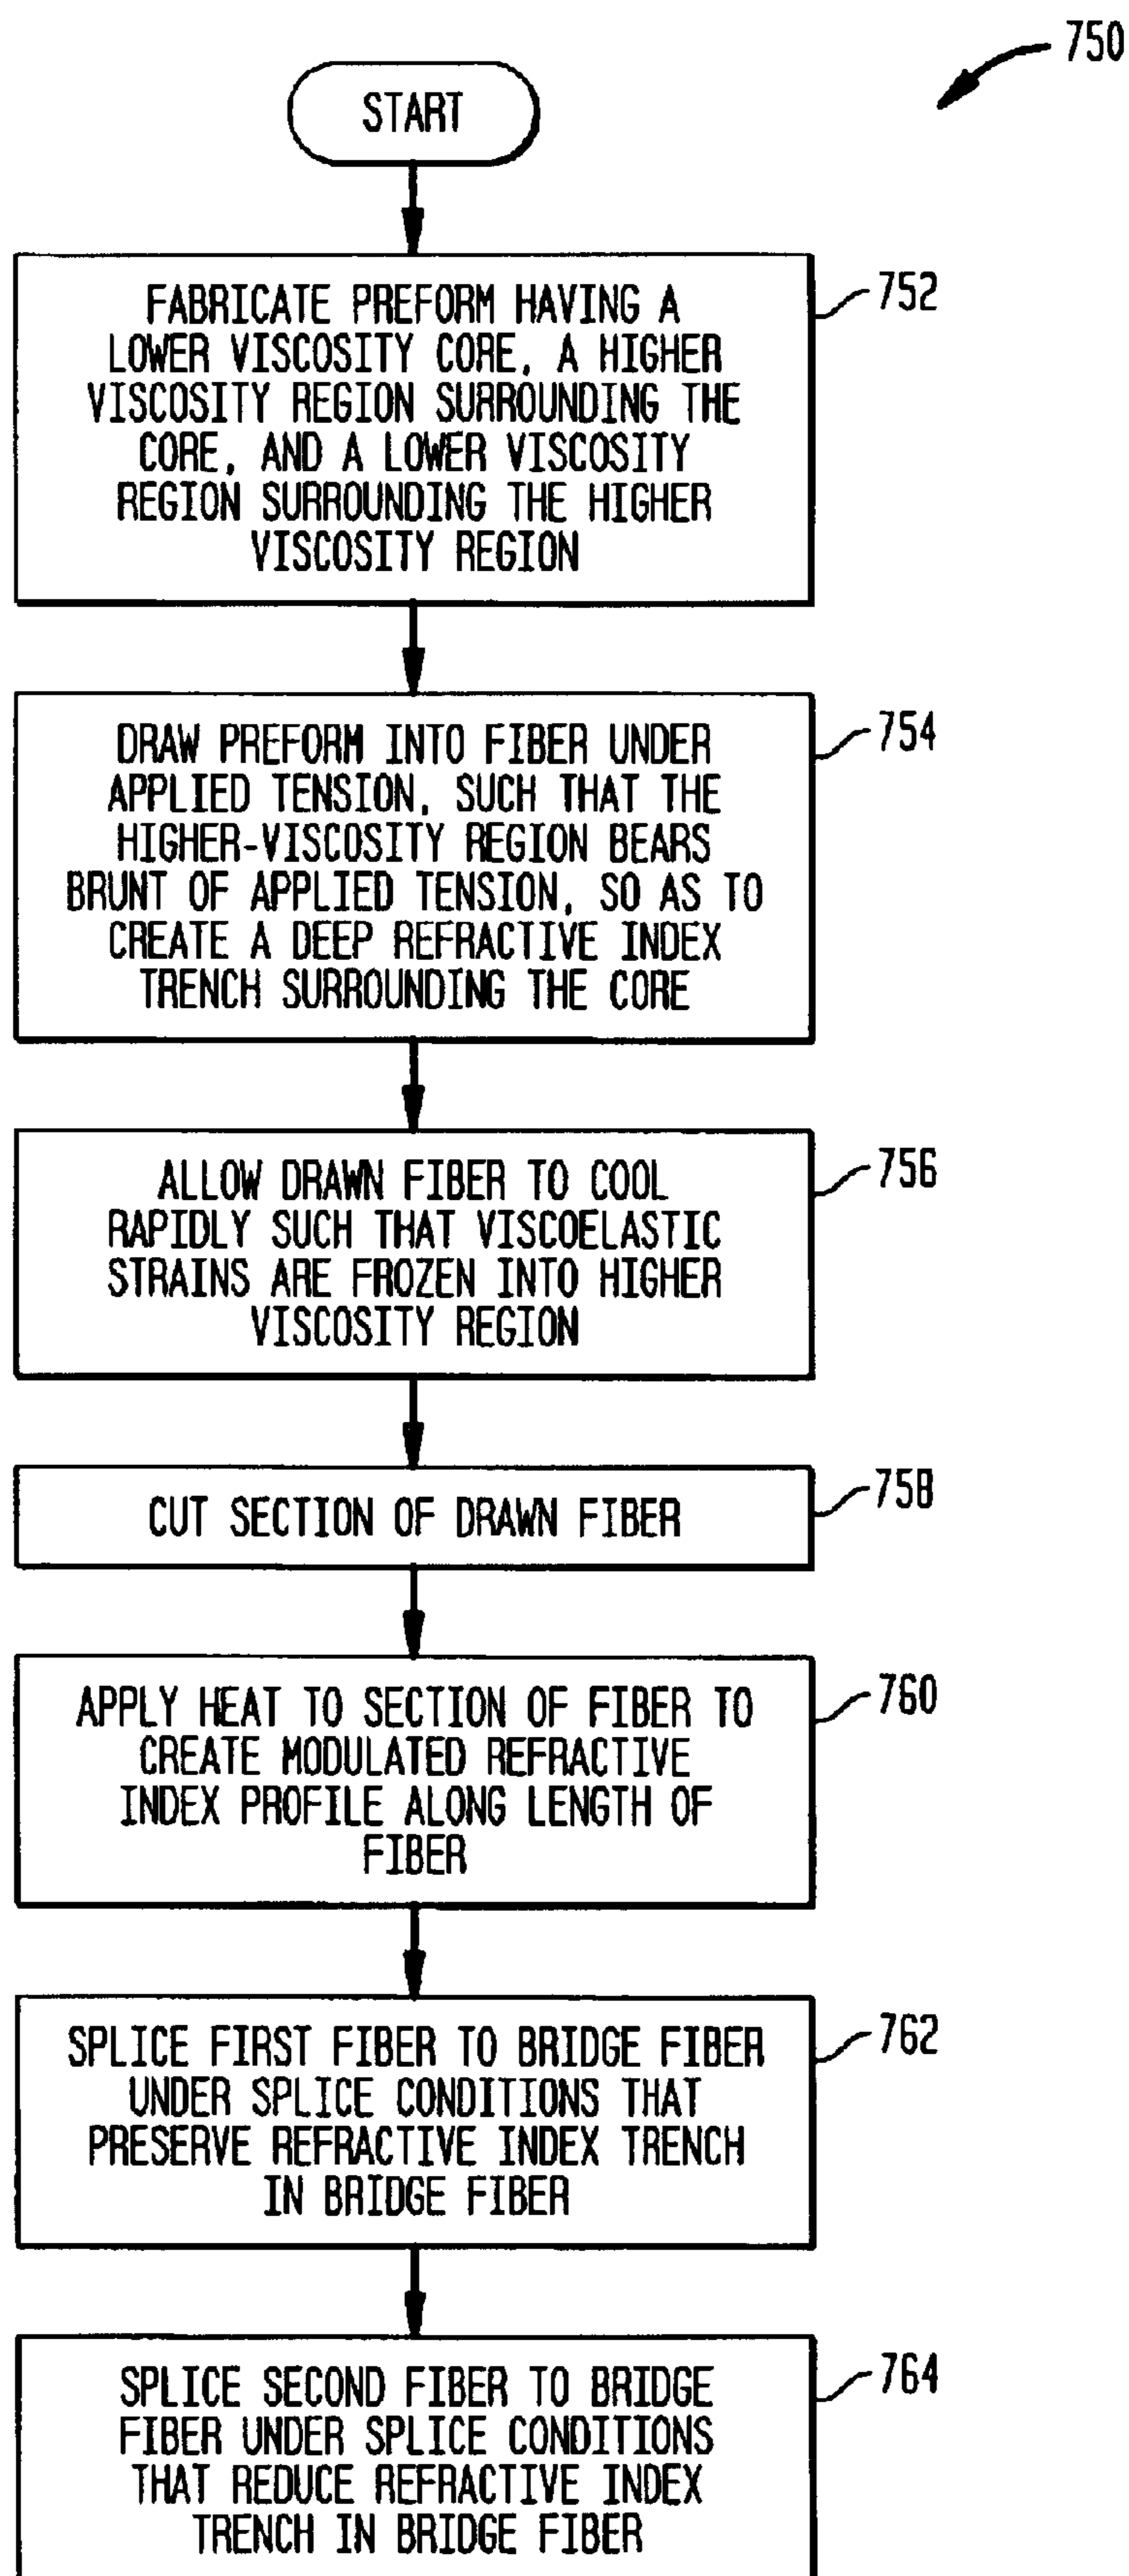 750
START
FABRICATE PREFORM HAVING A
LOWER VISCOSITY CORE, A HIGHER
VISCOSITY REGION SURROUNDING THE
CORE, AND A LOWER VISCOSITY
REGION SURROUNDING THE HIGHER
VISCOSITY REGION
752
DRAW PREFORM INTO FIBER UNDER
APPLIED TENSION, SUCH THAT THE
HIGHER-VISCOSITY REGION BEARS
BRUNT OF APPLIED TENSION, SO AS TO
CREATE A DEEP REFRACTIVE INDEX
TRENCH SURROUNDING THE CORE
754
ALLOW DRAWN FIBER TO COOL
RAPIDLY SUCH THAT VISCOELASTIC
STRAINS ARE FROZEN INTO HIGHER
VISCOSITY REGION
756
CUT SECTION OF DRAWN FIBER
758
APPLY HEAT TO SECTION OF FIBER TO
CREATE MODULATED REFRACTIVE
INDEX PROFILE ALONG LENGTH OF
FIBER
760
SPLICE FIRST FIBER TO BRIDGE FIBER
UNDER SPLICE CONDITIONS THAT
PRESERVE REFRACTIVE INDEX TRENCH
IN BRIDGE FIBER
762
SPLICE SECOND FIBER TO BRIDGE
FIBER UNDER SPLICE CONDITIONS
THAT REDUCE REFRACTIVE INDEX
TRENCH IN BRIDGE FIBER
764